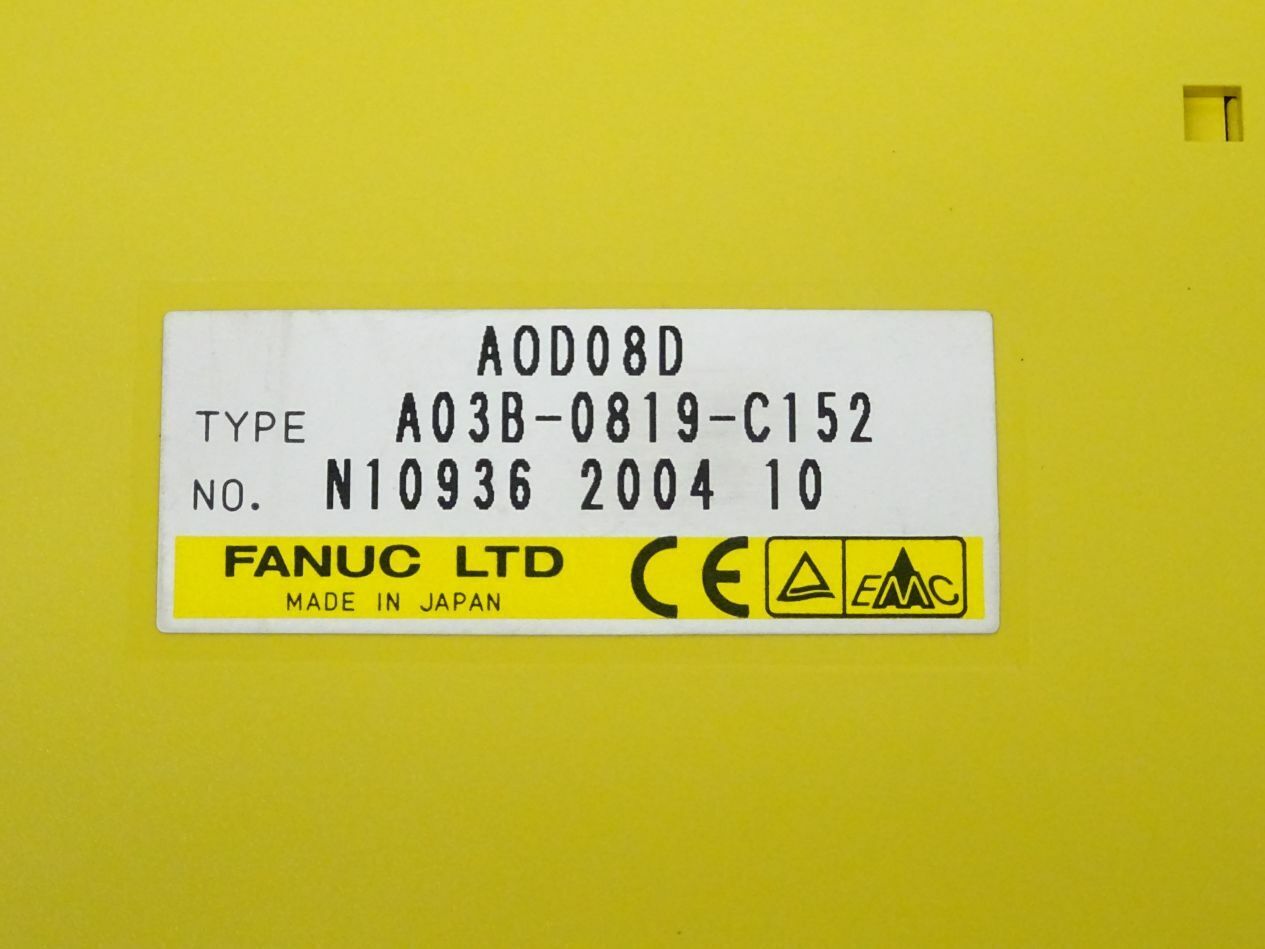 AOD08D
TYPE A03B-0819-C152
NO. N10936 2004 10
FANUC LTD CE EMC
MADE IN JAPAN